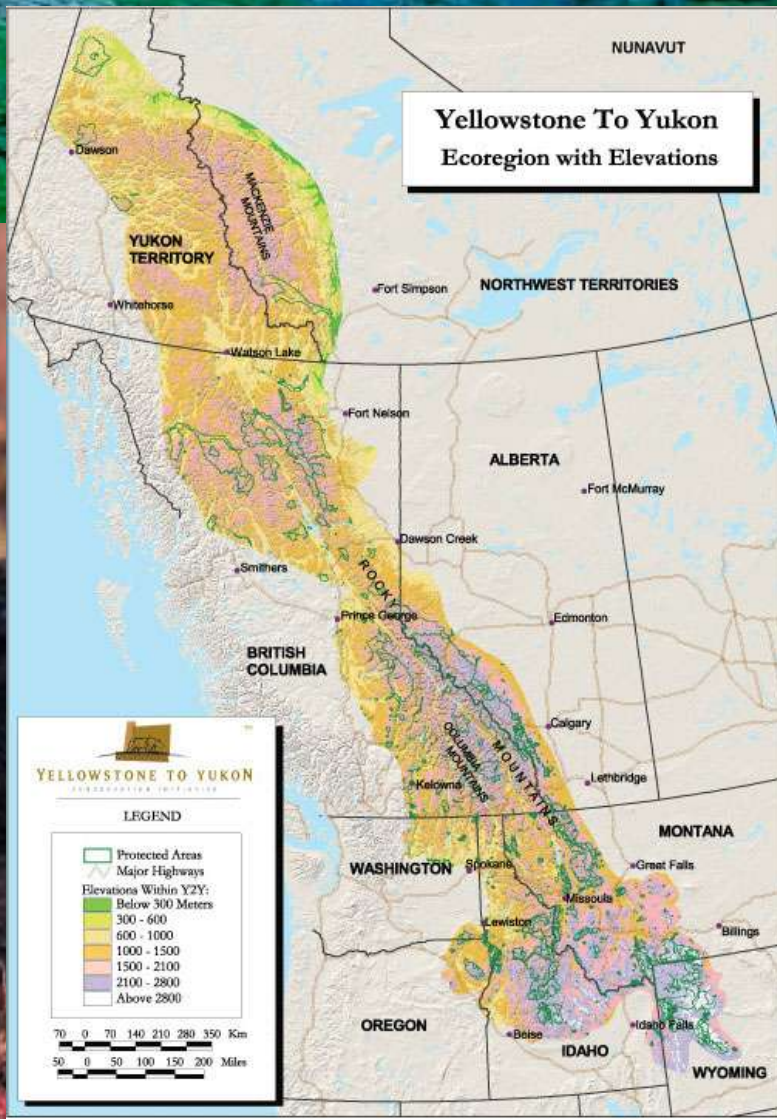 NUNAVUT
Yellowstone To Yukon
Ecoregion with Elevations
Dawson
MACKENZIE
MOUNTAINS
YUKON
TERRITORY
Fort Simpson
NORTHWEST TERRITORIES
Whitehorse
Watson Lake
Fort Nelson
ALBERTA
Fort McMurray
Dawson Creek
Smithers
ROCKY
Prince George
Edmonton
BRITISH
COLUMBIA
Calgary
COLUMBIA
MOUNTAINS
MOUNTAINS
Kelowna
Lethbridge
MONTANA
WASHINGTON
Spokane
Great Falls
Missoula
Lewiston
Billings
OREGON
Boise
Idaho Falls
IDAHO
WYOMING
YELLOWSTONE TO YUKON
CONSERVATION INITIATIVE
LEGEND
Protected Areas
Major Highways
Elevations Within Y2Y:
Below 300 Meters
300 - 600
600 - 1000
1000 - 1500
1500 - 2100
2100 - 2800
Above 2800
70 0 70 140 210 280 350 Km
50 0 50 100 150 200 Miles